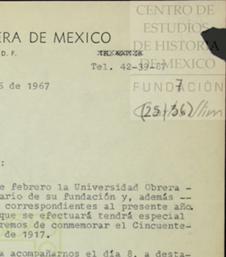 CENTRO DE
ESTUDIOS
DE HISTORIA
DE MEXICO
FUNDACIÓN
ERA DE MEXICO
D. F.
Tel. 42-39-07
5 de 1967
7
(25/36)
:
e febrero la Universidad Obrera -
ario de su fundación y, además --
correspondientes al presente año.
que se efectuará tendrá especial
remos de conmemorar el Cincuente-
de 1917.
a acompañarnos el día 8, a desta-